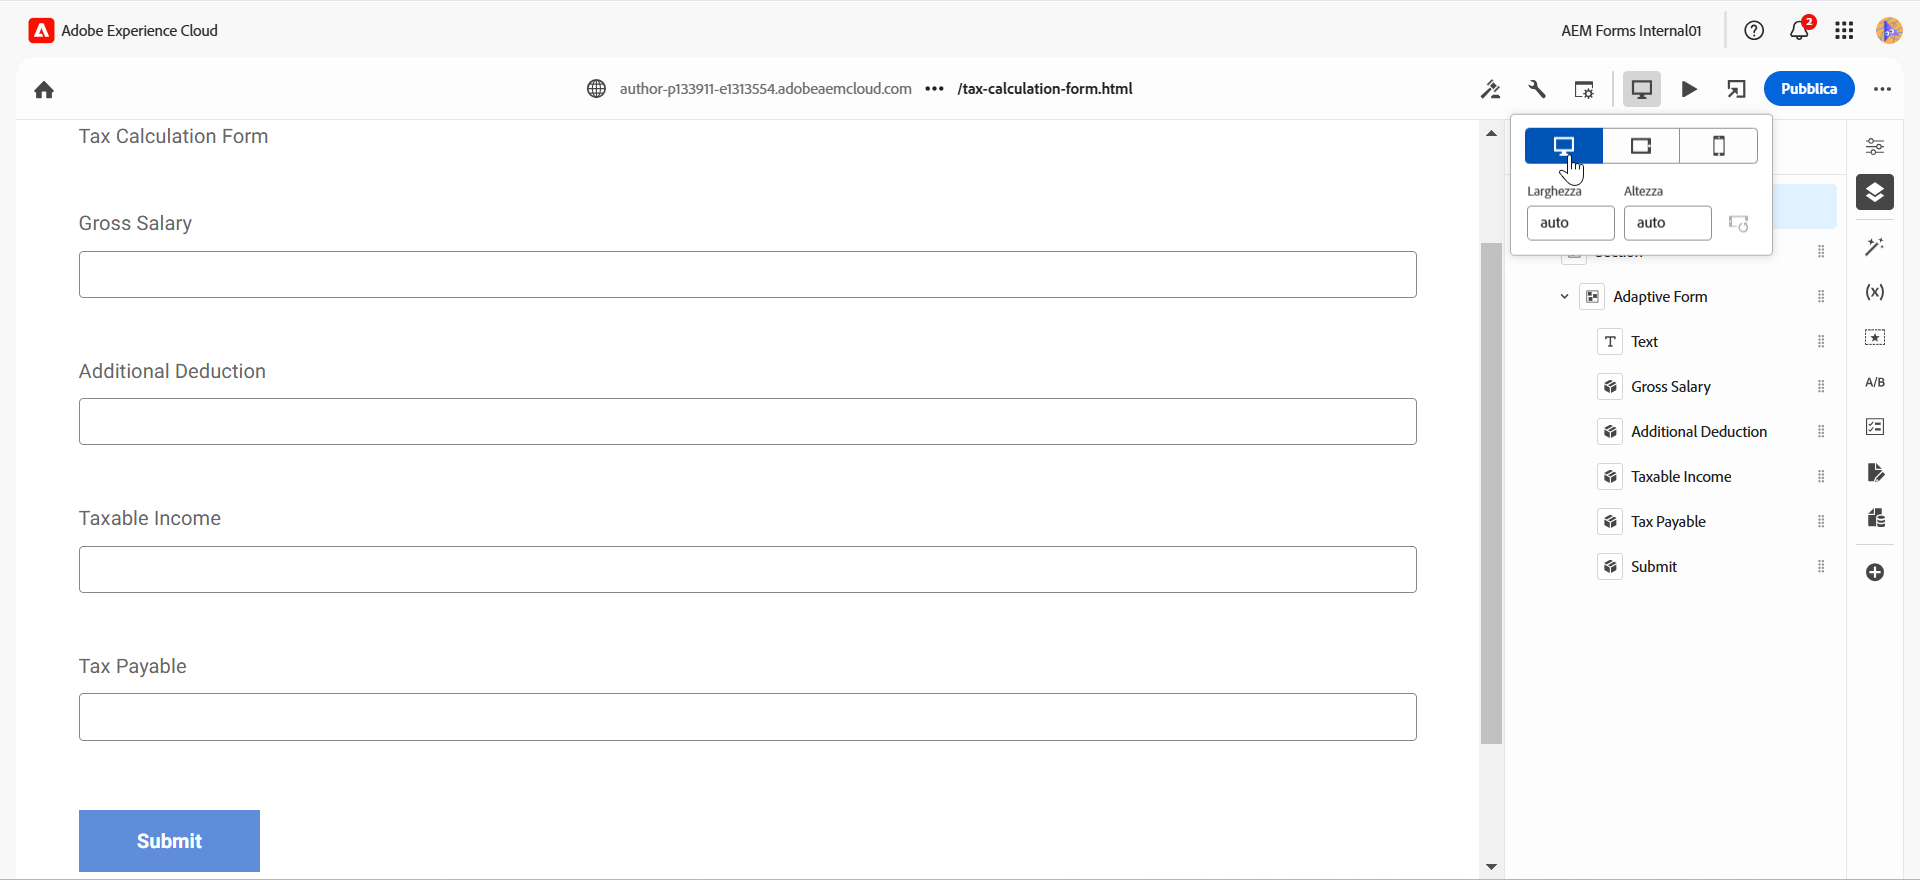 Adobe Experience Cloud
AEM Forms Internal01
2
author-p133911-e1313554.adobeaemcloud.com ••• /tax-calculation-form.html
Pubblica
Larghezza Altezza
auto auto
Tax Calculation Form
Gross Salary
Additional Deduction
Taxable Income
Tax Payable
Submit
Section
Adaptive Form
T Text
Gross Salary
Additional Deduction
Taxable Income
Tax Payable
Submit
(x)
A/B